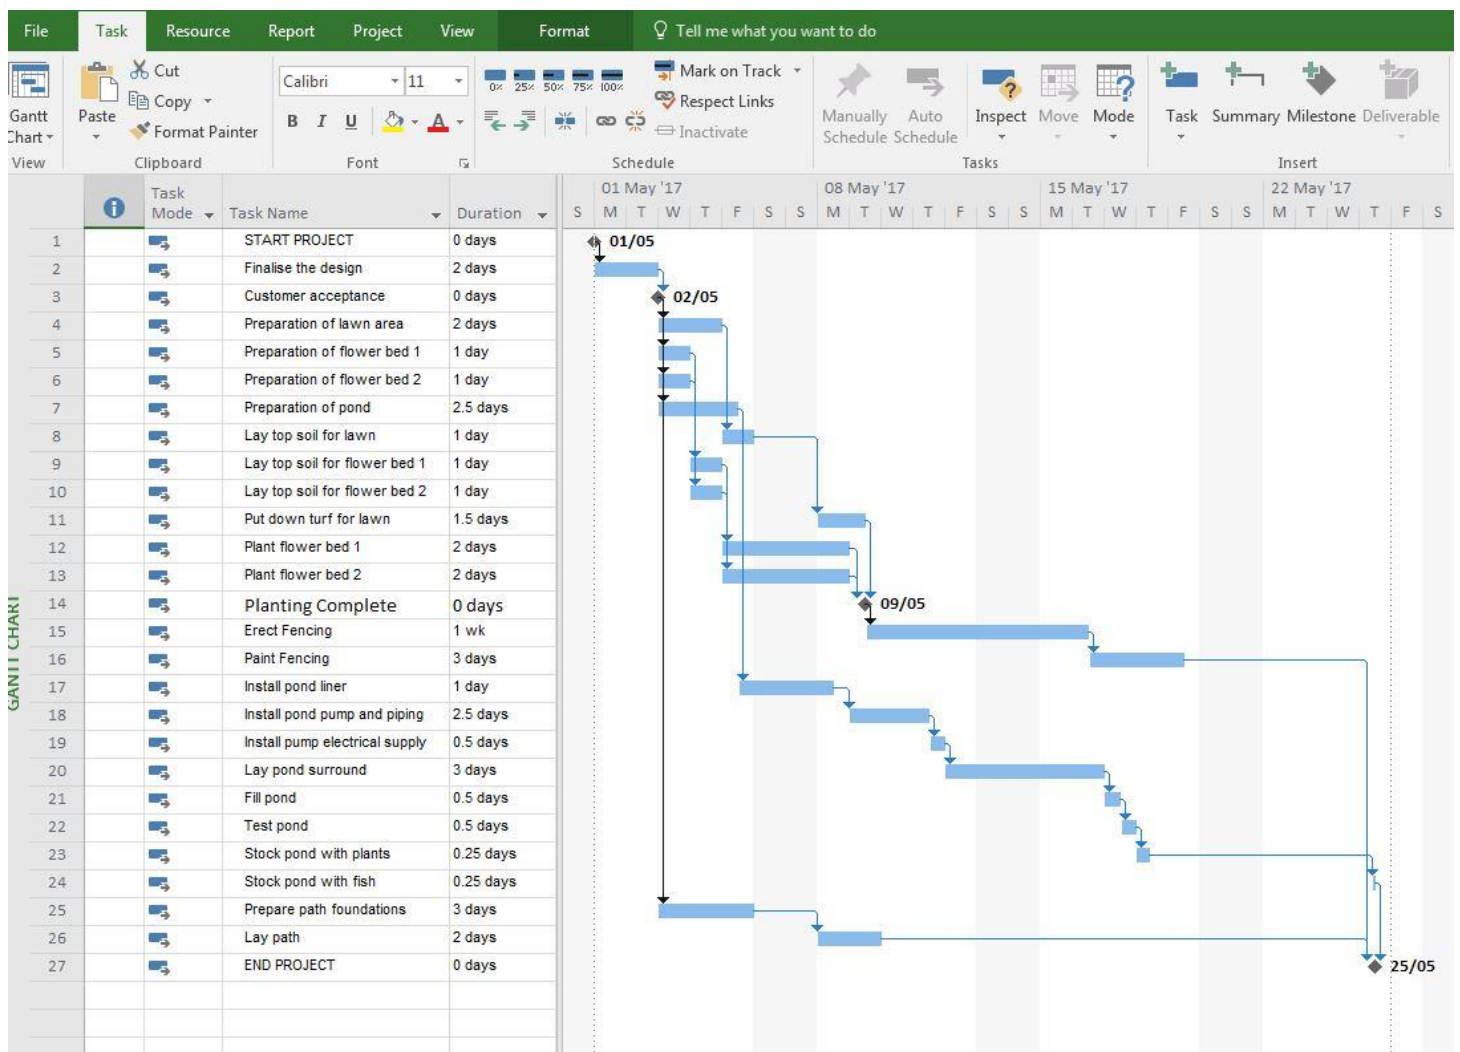 File Task Resource Report Project View Format Tell me what you want to do
Cut
Copy
Format Painter
Paste
Gantt
Chart
Calibri 11
B I U A
0% 25% 50% 75% 100%
Mark on Track
Respect Links
Inactivate
Manually
Schedule
Auto
Schedule
Inspect Move Mode
Task Summary Milestone Deliverable
View Clipboard Font Schedule Tasks Insert
Task
Mode
Task Name Duration
01 May '17 08 May '17 15 May '17 22 May '17
S M T W T F S S M T W T F S S M T W T F S S M T W T F S
GANTT CHART
1 START PROJECT 0 days 01/05
2 Finalise the design 2 days
3 Customer acceptance 0 days 02/05
4 Preparation of lawn area 2 days
5 Preparation of flower bed 1 1 day
6 Preparation of flower bed 2 1 day
7 Preparation of pond 2.5 days
8 Lay top soil for lawn 1 day
9 Lay top soil for flower bed 1 1 day
10 Lay top soil for flower bed 2 1 day
11 Put down turf for lawn 1.5 days
12 Plant flower bed 1 2 days
13 Plant flower bed 2 2 days
14 Planting Complete 0 days 09/05
15 Erect Fencing 1 wk
16 Paint Fencing 3 days
17 Install pond liner 1 day
18 Install pond pump and piping 2.5 days
19 Install pump electrical supply 0.5 days
20 Lay pond surround 3 days
21 Fill pond 0.5 days
22 Test pond 0.5 days
23 Stock pond with plants 0.25 days
24 Stock pond with fish 0.25 days
25 Prepare path foundations 3 days
26 Lay path 2 days
27 END PROJECT 0 days 25/05